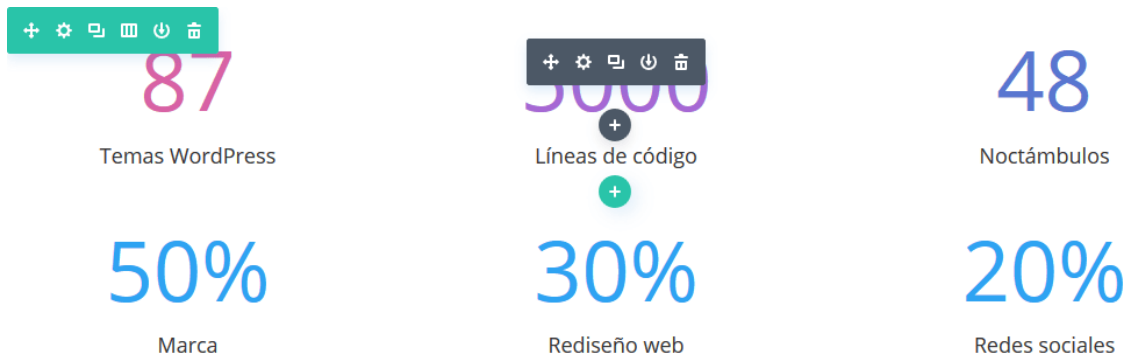 87
48
Temas WordPress
Líneas de código
Noctámbulos
50%
30%
20%
Marca
Rediseño web
Redes sociales